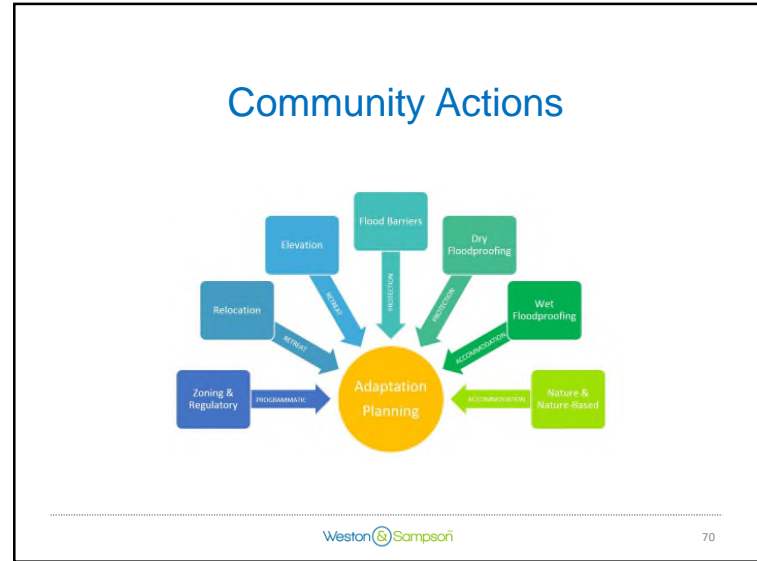 Community Actions
Flood Barriers
Elevation
Dry
Floodproofing
Relocation
Wet
Floodproofing
Zoning &
Regulatory
Nature &
Nature-Based
PROGRAMMATIC
RETREAT
RETREAT
PROTECTION
PROTECTION
ACCOMMODATION
ACCOMMODATION
Adaptation
Planning
Weston & Sampson
70